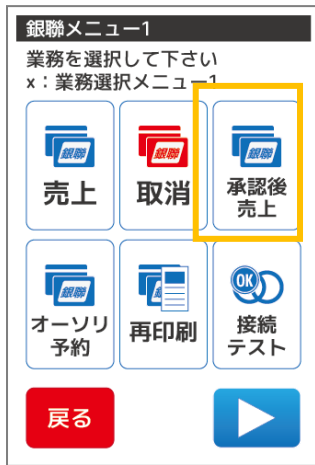 銀聯メニュー1
業務を選択して下さい
x：業務選択メニュー1
銀聯
売上
銀聯
取消
銀聯
承認後
売上
銀聯
オーソリ
予約
再印刷
OK
接続
テスト
戻る